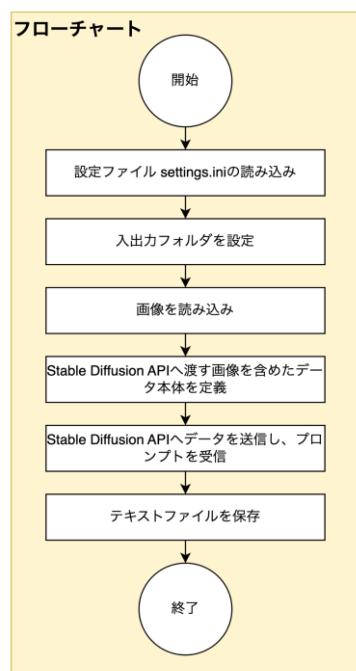 フローチャート
開始
設定ファイル settings.iniの読み込み
入出力フォルダを設定
画像を読み込み
Stable Diffusion APIへ渡す画像を含めたデー
タ本体を定義
Stable Diffusion APIへデータを送信し、プロ
ンプトを受信
テキストファイルを保存
終了